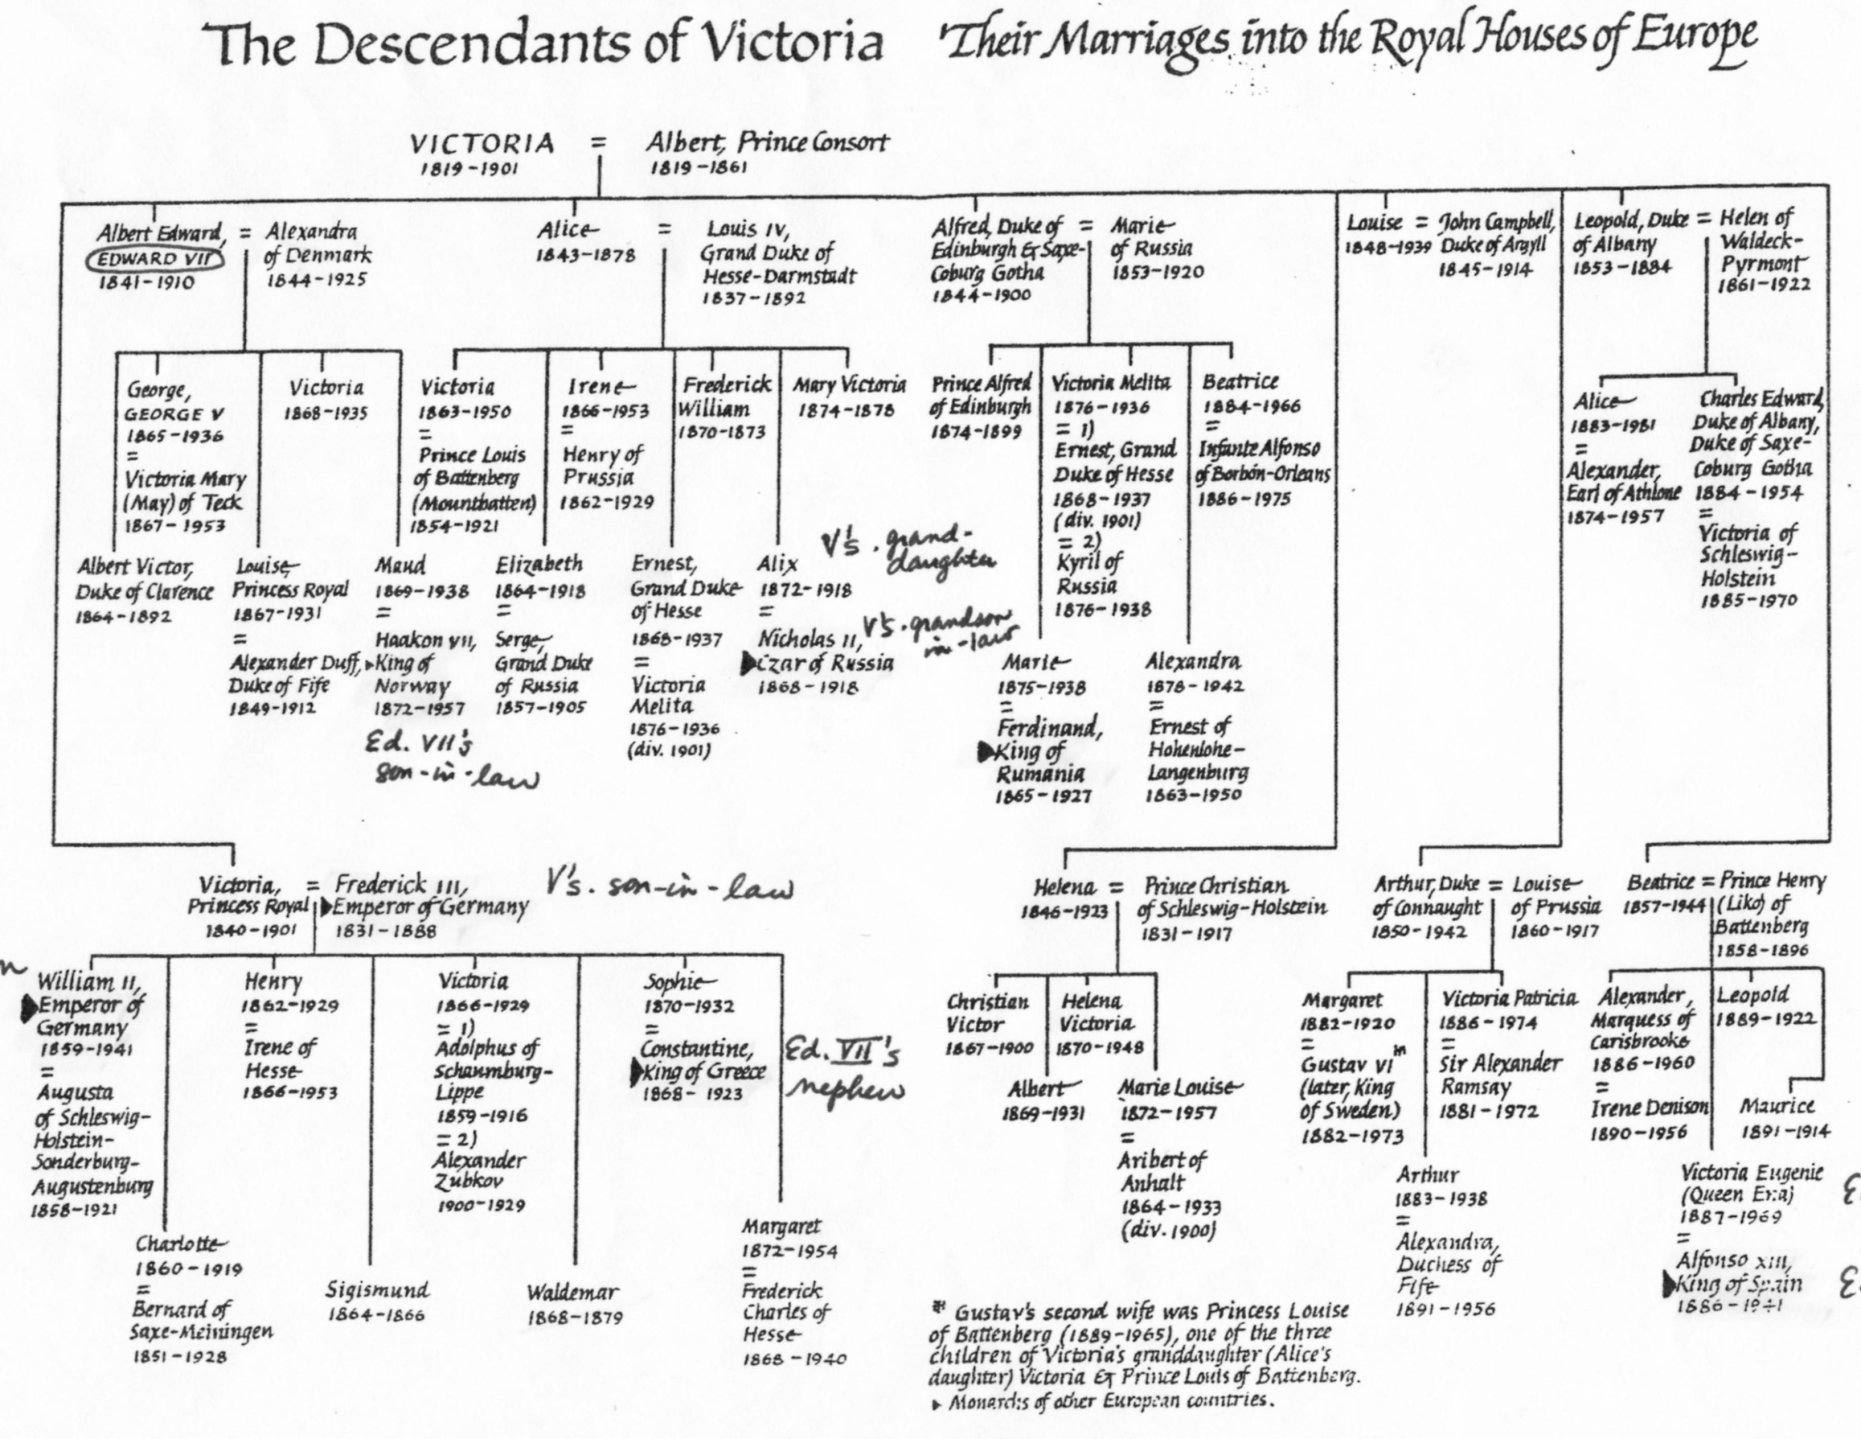 The Descendants of Victoria Their Marriages into the Royal Houses of Europe
VICTORIA = Albert, Prince Consort
1819-1901 1819-1861
Albert Edward, = Alexandra
EDWARD VII of Denmark
1841-1910 1844-1925
Alice = Louis IV,
1843-1878 Grand Duke of
Hesse-Darmstadt
1837-1892
Alfred, Duke of = Marie
Edinburgh & Saxe- of Russia
Coburg Gotha 1853-1920
1844-1900
Louise = John Campbell,
1848-1939 Duke of Argyll
1845-1914
Leopold, Duke = Helen of
of Albany Waldeck-
1853-1884 Pyrmont
1861-1922
George,
GEORGE V
1865-1936
=
Victoria Mary
(May) of Teck
1867-1953
Victoria
1868-1935
Victoria
1863-1950
=
Prince Louis
of Battenberg
(Mountbatten)
1854-1921
Irene
1866-1953
=
Henry of
Prussia
1862-1929
Frederick
William
1870-1873
Mary Victoria
1874-1878
Prince Alfred
of Edinburgh
1874-1899
Victoria Melita
1876-1936
= 1)
Ernest, Grand
Duke of Hesse
1868-1937
(div. 1901)
= 2)
Kyril of
Russia
1876-1938
Beatrice
1884-1966
=
Infante Alfonso
of Borbón-Orleans
1886-1975
Alice
1883-1981
=
Alexander,
Earl of Athlone
1874-1957
Charles Edward,
Duke of Albany,
Duke of Saxe-
Coburg Gotha
1884-1954
=
Victoria of
Schleswig-
Holstein
1885-1970
Albert Victor,
Duke of Clarence
1864-1892
Louise,
Princess Royal
1867-1931
=
Alexander Duff,
Duke of Fife
1849-1912
Maud
1869-1938
=
Haakon VII,
King of
Norway
1872-1957
Ed. VII's
son-in-law
Elizabeth
1864-1918
=
Serge,
Grand Duke
of Russia
1857-1905
Ernest,
Grand Duke
of Hesse
1868-1937
=
Victoria
Melita
1876-1936
(div. 1901)
Alix
1872-1918
=
Nicholas II,
Czar of Russia
1868-1918
V's. grand-
daughter
V's. grandson
in-law
Marie
1875-1938
=
Ferdinand,
King of
Rumania
1865-1927
Alexandra
1878-1942
=
Ernest of
Hohenlohe-
Langenburg
1863-1950
Victoria, = Frederick III,
Princess Royal Emperor of Germany
1840-1901 1831-1888
V's. son-in-law
Helena = Prince Christian
1846-1923 of Schleswig-Holstein
1831-1917
Arthur, Duke = Louise
of Connaught of Prussia
1850-1942 1860-1917
Beatrice = Prince Henry
1857-1944 (Liko) of
Battenberg
1858-1896
William II,
Emperor of
Germany
1859-1941
=
Augusta
of Schleswig-
Holstein-
Sonderburg-
Augustenburg
1858-1921
Henry
1862-1929
=
Irene of
Hesse
1866-1953
Victoria
1866-1929
= 1)
Adolphus of
Schaumburg-
Lippe
1859-1916
= 2)
Alexander
Zubkov
1900-1929
Sophie
1870-1932
=
Constantine,
King of Greece
1868-1923
Ed. VII's
nephew
Christian
Victor
1867-1900
Helena
Victoria
1870-1948
Albert
1869-1931
Marie Louise
1872-1957
=
Aribert of
Anhalt
1864-1933
(div. 1900)
Margaret
1882-1920
=
Gustav VI
(later, King
of Sweden)
1882-1973
Victoria Patricia
1886-1974
=
Sir Alexander
Ramsay
1881-1972
Alexander,
Marquess of
Carisbrooke
1886-1960
=
Irene Denison
1890-1956
Leopold
1889-1922
Maurice
1891-1914
Charlotte
1860-1919
=
Bernard of
Saxe-Meiningen
1851-1928
Sigismund
1864-1866
Waldemar
1868-1879
Margaret
1872-1954
=
Frederick
Charles of
Hesse
1868-1940
Arthur
1883-1938
=
Alexandra,
Duchess of
Fife
1891-1956
Victoria Eugenie
(Queen Ena)
1887-1969
=
Alfonso XIII,
King of Spain
1886-1941
* Gustav's second wife was Princess Louise
of Battenberg (1889-1965), one of the three
children of Victoria's granddaughter (Alice's
daughter) Victoria & Prince Louis of Battenberg.
▸ Monarchs of other European countries.